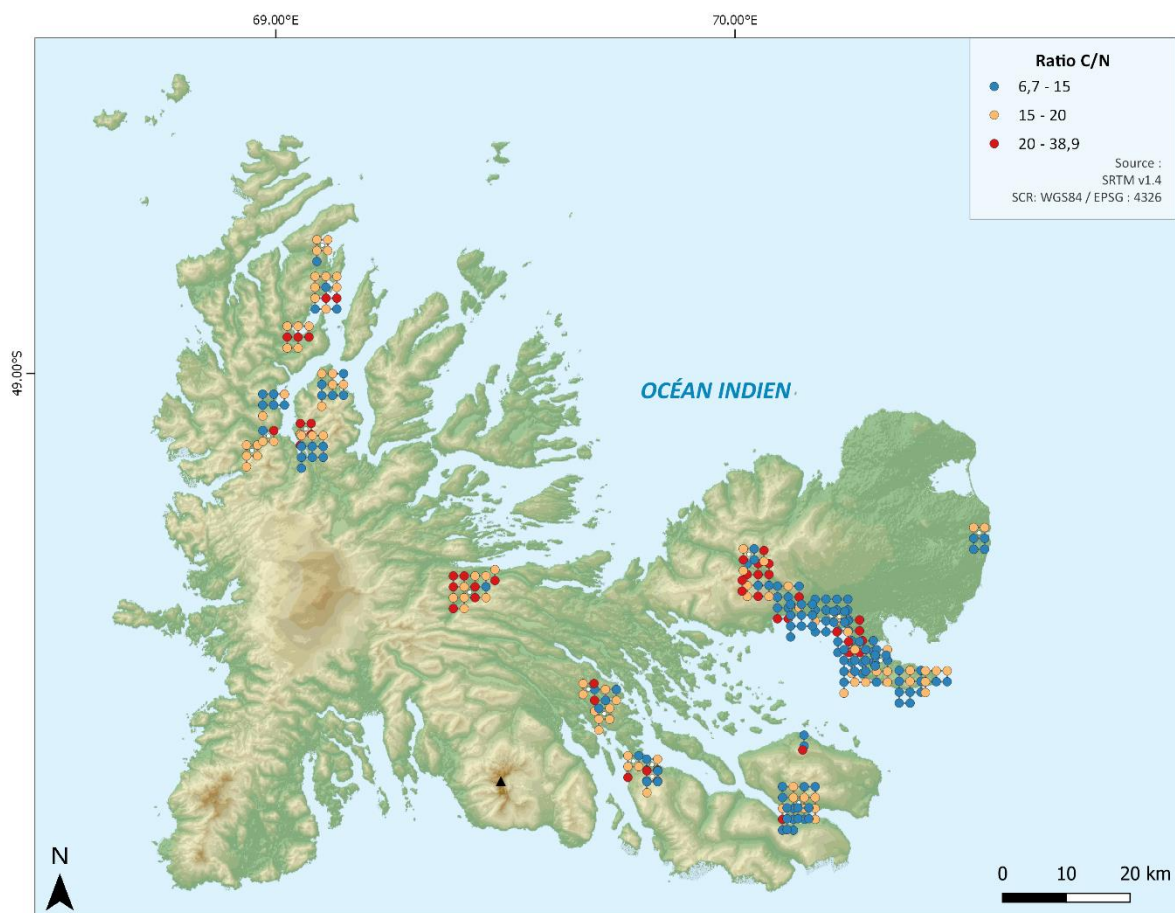 69.00°E
70.00°E
49.00°S
Ratio C/N
6,7 - 15
15 - 20
20 - 38,9
Source :
SRTM v1.4
SCR: WGS84 / EPSG : 4326
OCÉAN INDIEN
N
0 10 20 km